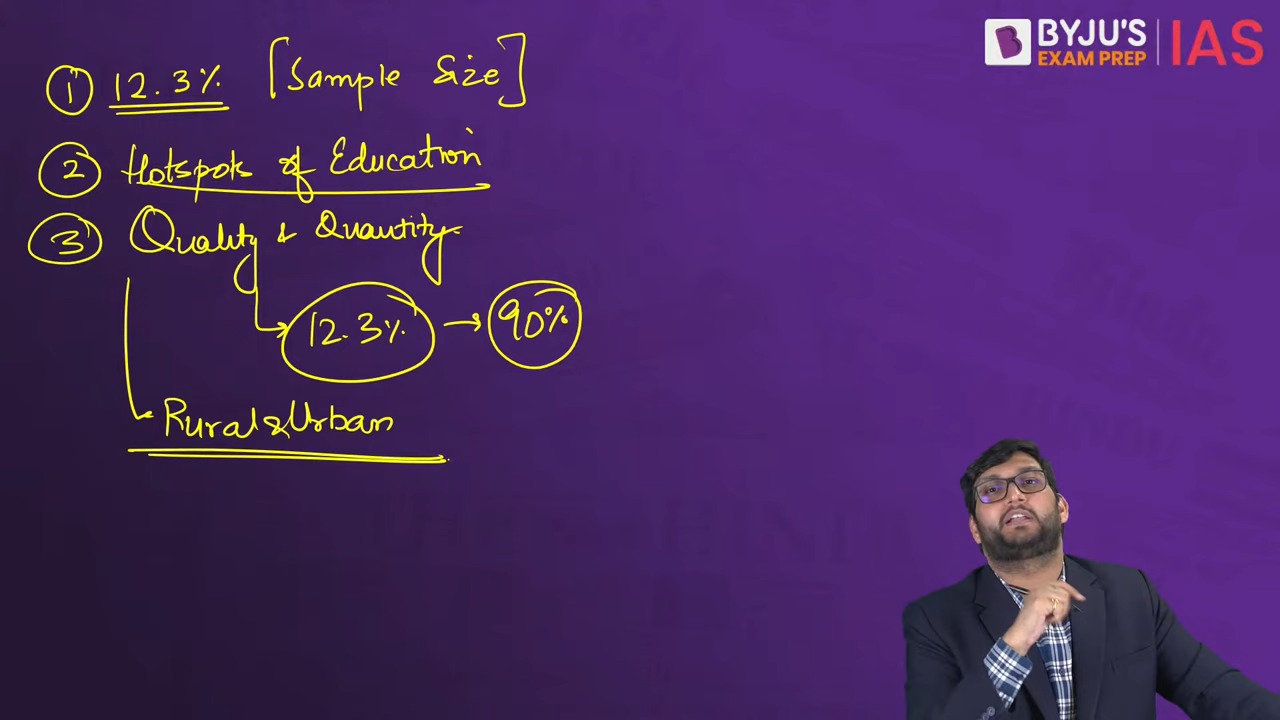 BYJU'S
EXAM PREP
IAS
① 12.3% [Sample Size]
② Hotspots of Education
③ Quality & Quantity
12.3% → 90%
Rural & Urban